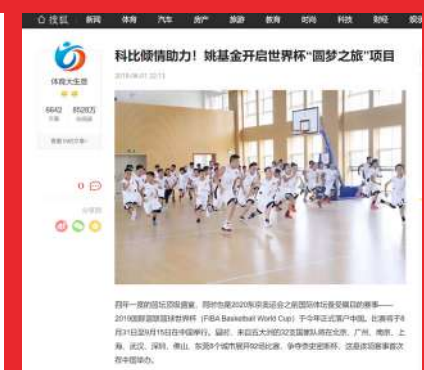 搜狐 新闻 体育 汽车 房产 旅游 教育 时尚 科技 财经
科比倾情助力！姚基金开启世界杯“圆梦之旅”项目
体育大生意
6642 8528万
文章
0
四年一度的篮坛顶级盛宴，同时也是2020东京奥运会之前国际体坛备受瞩目的赛事——
2019国际篮联篮球世界杯（FIBA Basketball World Cup）于今年正式落户中国。比赛将于8
月31日至9月15日在中国举行。届时，来自五大洲的32支国家队将在北京、广州、南京、上
海、武汉、深圳、佛山、东莞8个城市展开92场比赛，争夺奈史密斯杯。这是该项赛事首次
在中国举办。